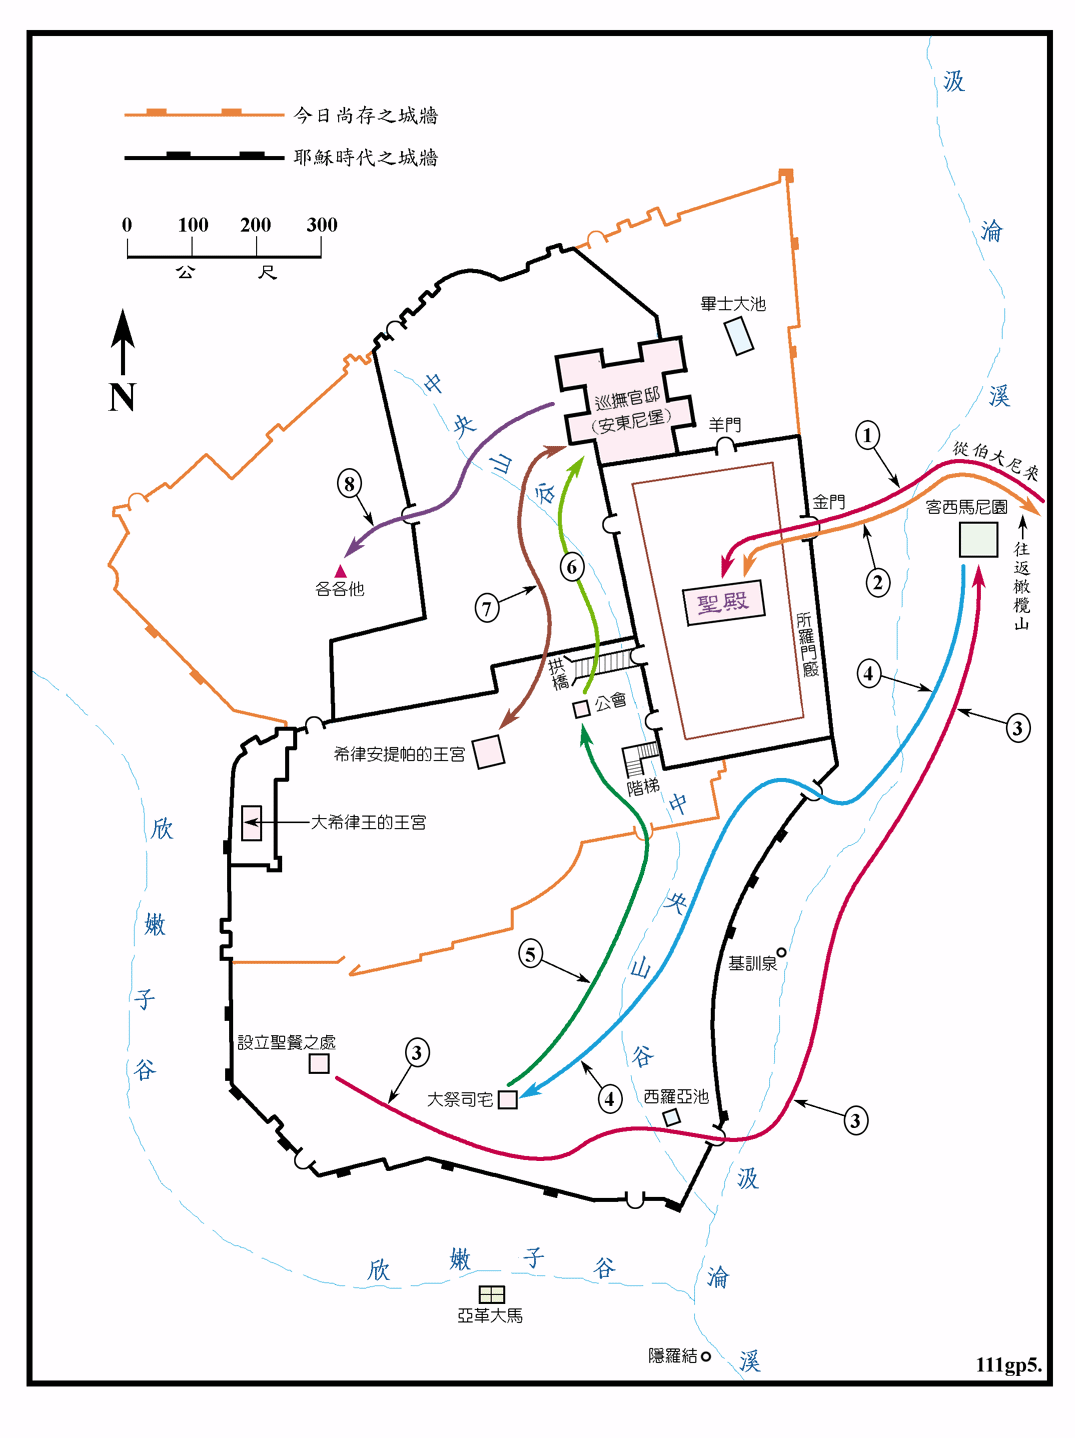 今日尚存之城牆
耶穌時代之城牆
0 100 200 300
公尺
N
汲淪溪
畢士大池
中央山谷
巡撫官邸
(安東尼堡)
羊門
1
從伯大尼來
8
金門
客西馬尼園
2
往返橄欖山
6
各各他
7
聖殿
所羅門廊
拱橋
公會
4
3
希律安提帕的王宮
階梯
中央山谷
大希律王的王宮
欣嫩子谷
5
基訓泉
設立聖餐之處
3
大祭司宅
4
西羅亞池
3
汲淪溪
欣嫩子谷
亞革大馬
隱羅結
111gp5.